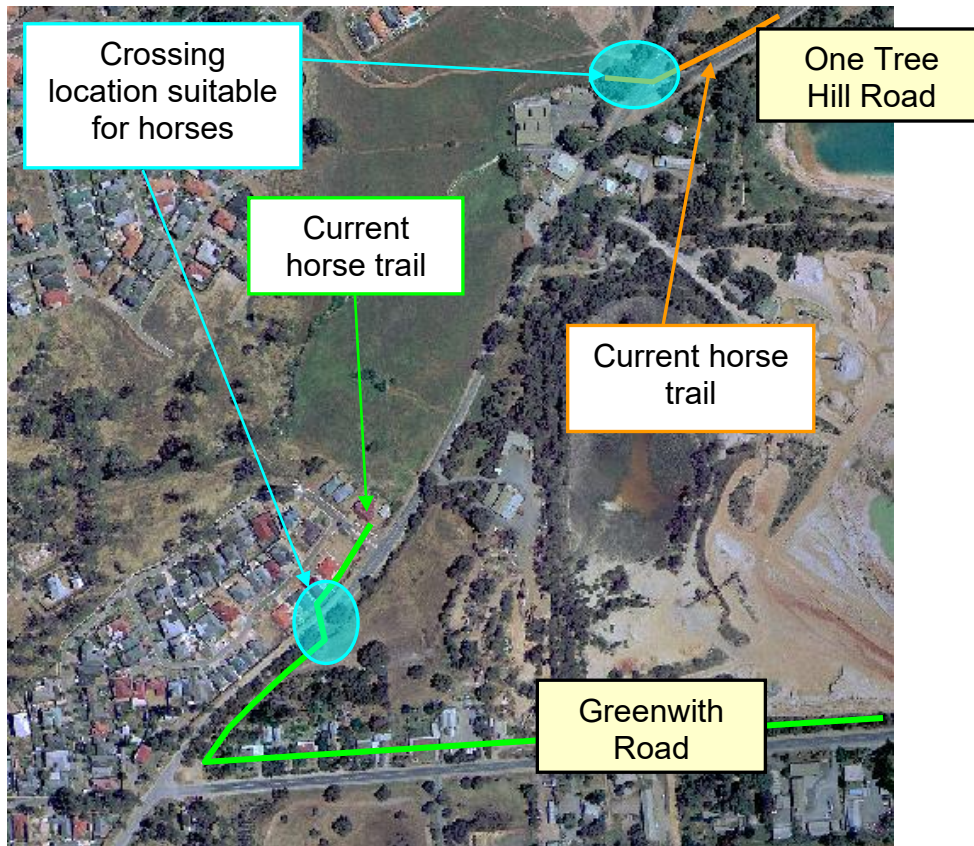 Crossing
location suitable
for horses
One Tree
Hill Road
Current
horse trail
Current horse
trail
Greenwith
Road